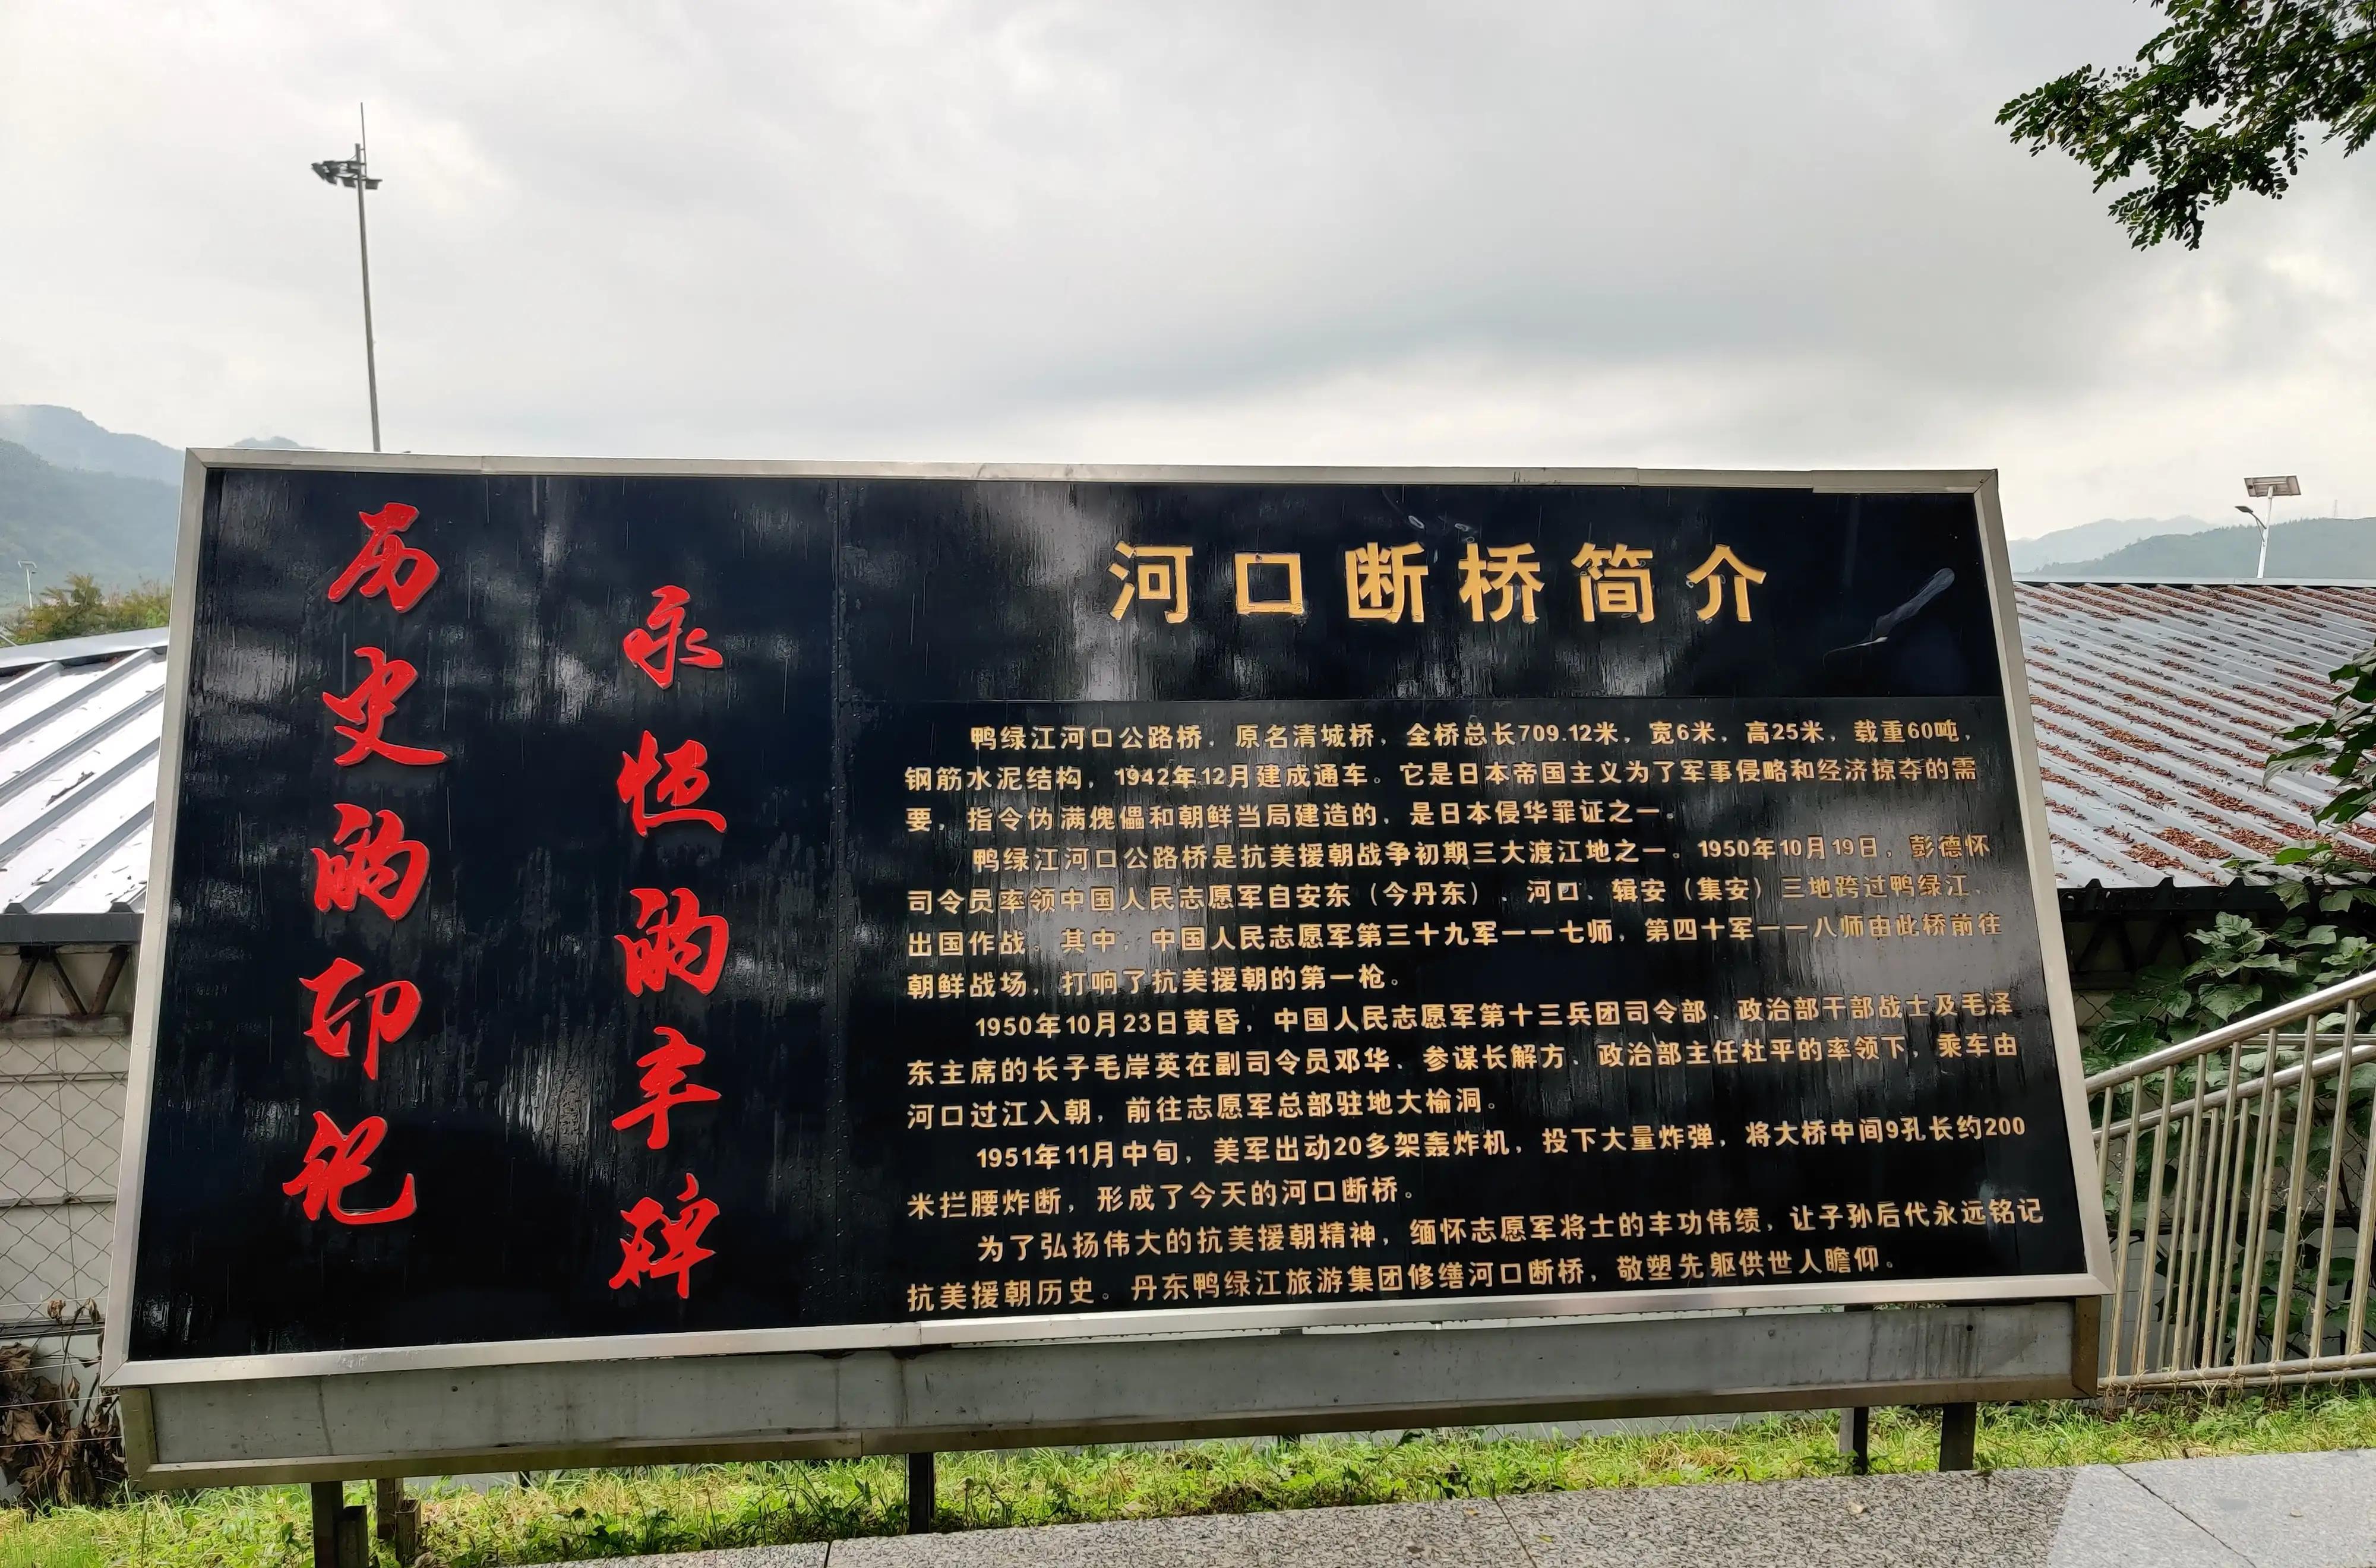 历史的印记
永恒的丰碑
河口断桥简介
鸭绿江河口公路桥，原名清城桥，全桥总长709.12米，宽6米，高25米，载重60吨，
钢筋水泥结构，1942年12月建成通车。它是日本帝国主义为了军事侵略和经济掠夺的需
要，指令伪满傀儡和朝鲜当局建造的，是日本侵华罪证之一。
鸭绿江河口公路桥是抗美援朝战争初期三大渡江地之一。1950年10月19日，彭德怀
司令员率领中国人民志愿军自安东（今丹东）、河口、辑安（集安）三地跨过鸭绿江，
出国作战。其中，中国人民志愿军第三十九军一一七师，第四十军一一八师由此桥前往
朝鲜战场，打响了抗美援朝的第一枪。
1950年10月23日黄昏，中国人民志愿军第十三兵团司令部、政治部干部战士及毛泽
东主席的长子毛岸英在副司令员邓华、参谋长解方、政治部主任杜平的率领下，乘车由
河口过江入朝，前往志愿军总部驻地大榆洞。
1951年11月中旬，美军出动20多架轰炸机，投下大量炸弹，将大桥中间9孔长约200
米拦腰炸断，形成了今天的河口断桥。
为了弘扬伟大的抗美援朝精神，缅怀志愿军将士的丰功伟绩，让子孙后代永远铭记
抗美援朝历史。丹东鸭绿江旅游集团修缮河口断桥，敬塑先躯供世人瞻仰。